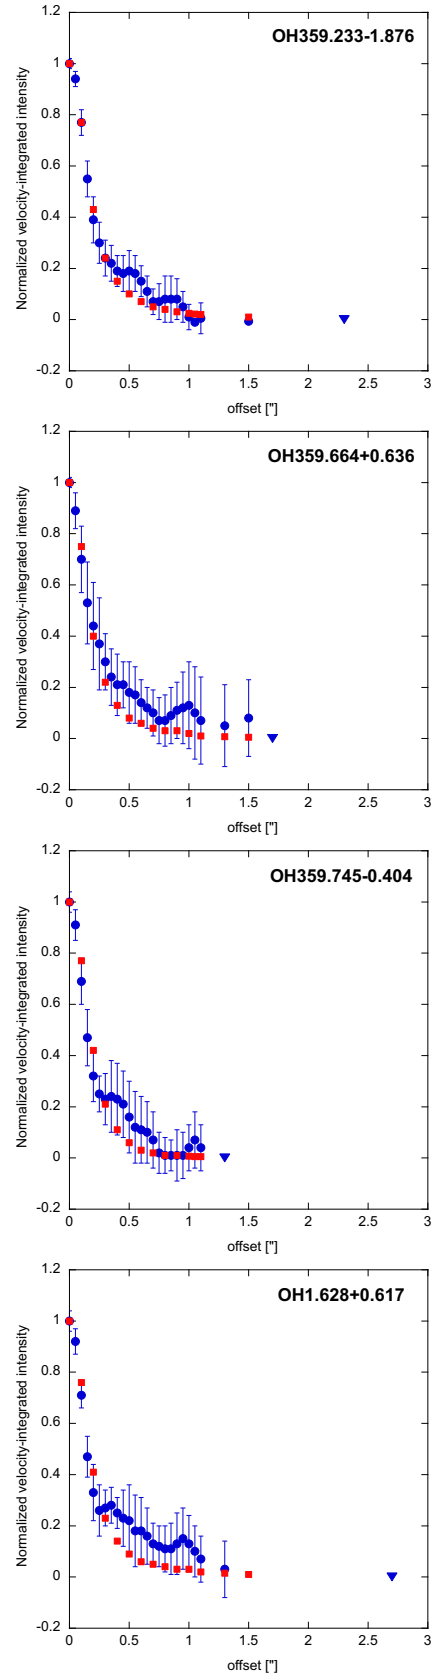 OH359.233-1.876
1.2
1
0.8
0.6
0.4
0.2
0
-0.2
Normalized velocity-integrated intensity
0 0.5 1 1.5 2 2.5 3
offset ["]
OH359.664+0.636
1.2
1
0.8
0.6
0.4
0.2
0
-0.2
Normalized velocity-integrated intensity
0 0.5 1 1.5 2 2.5 3
offset ["]
OH359.745-0.404
1.2
1
0.8
0.6
0.4
0.2
0
-0.2
Normalized velocity-integrated intensity
0 0.5 1 1.5 2 2.5 3
offset ["]
OH1.628+0.617
1.2
1
0.8
0.6
0.4
0.2
0
-0.2
Normalized velocity-integrated intensity
0 0.5 1 1.5 2 2.5 3
offset ["]